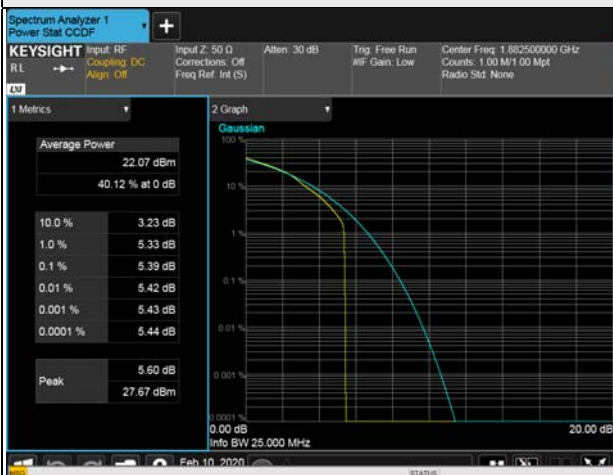 Spectrum Analyzer 1
Power Stat CCDF
KEYSIGHT
Input: RF
Input Z: 50 Ω
Atten: 30 dB
Trig: Free Run
Center Freq: 1.882500000 GHz
RL
Coupling: DC
Corrections: Off
#IF Gain: Low
Counts: 1.00 M/1.00 Mpt
Align: Off
Freq Ref: Int (S)
Radio Std: None
LXI
1 Metrics
2 Graph
Average Power
22.07 dBm
40.12 % at 0 dB
10.0 % 3.23 dB
1.0 % 5.33 dB
0.1 % 5.39 dB
0.01 % 5.42 dB
0.001 % 5.43 dB
0.0001 % 5.44 dB
Peak
5.60 dB
27.67 dBm
Gaussian
100 %
10 %
1 %
0.1 %
0.01 %
0.001 %
0.0001 %
0.00 dB
20.00 dB
Info BW 25.000 MHz
Feb 10, 2020
MSG
STATUS